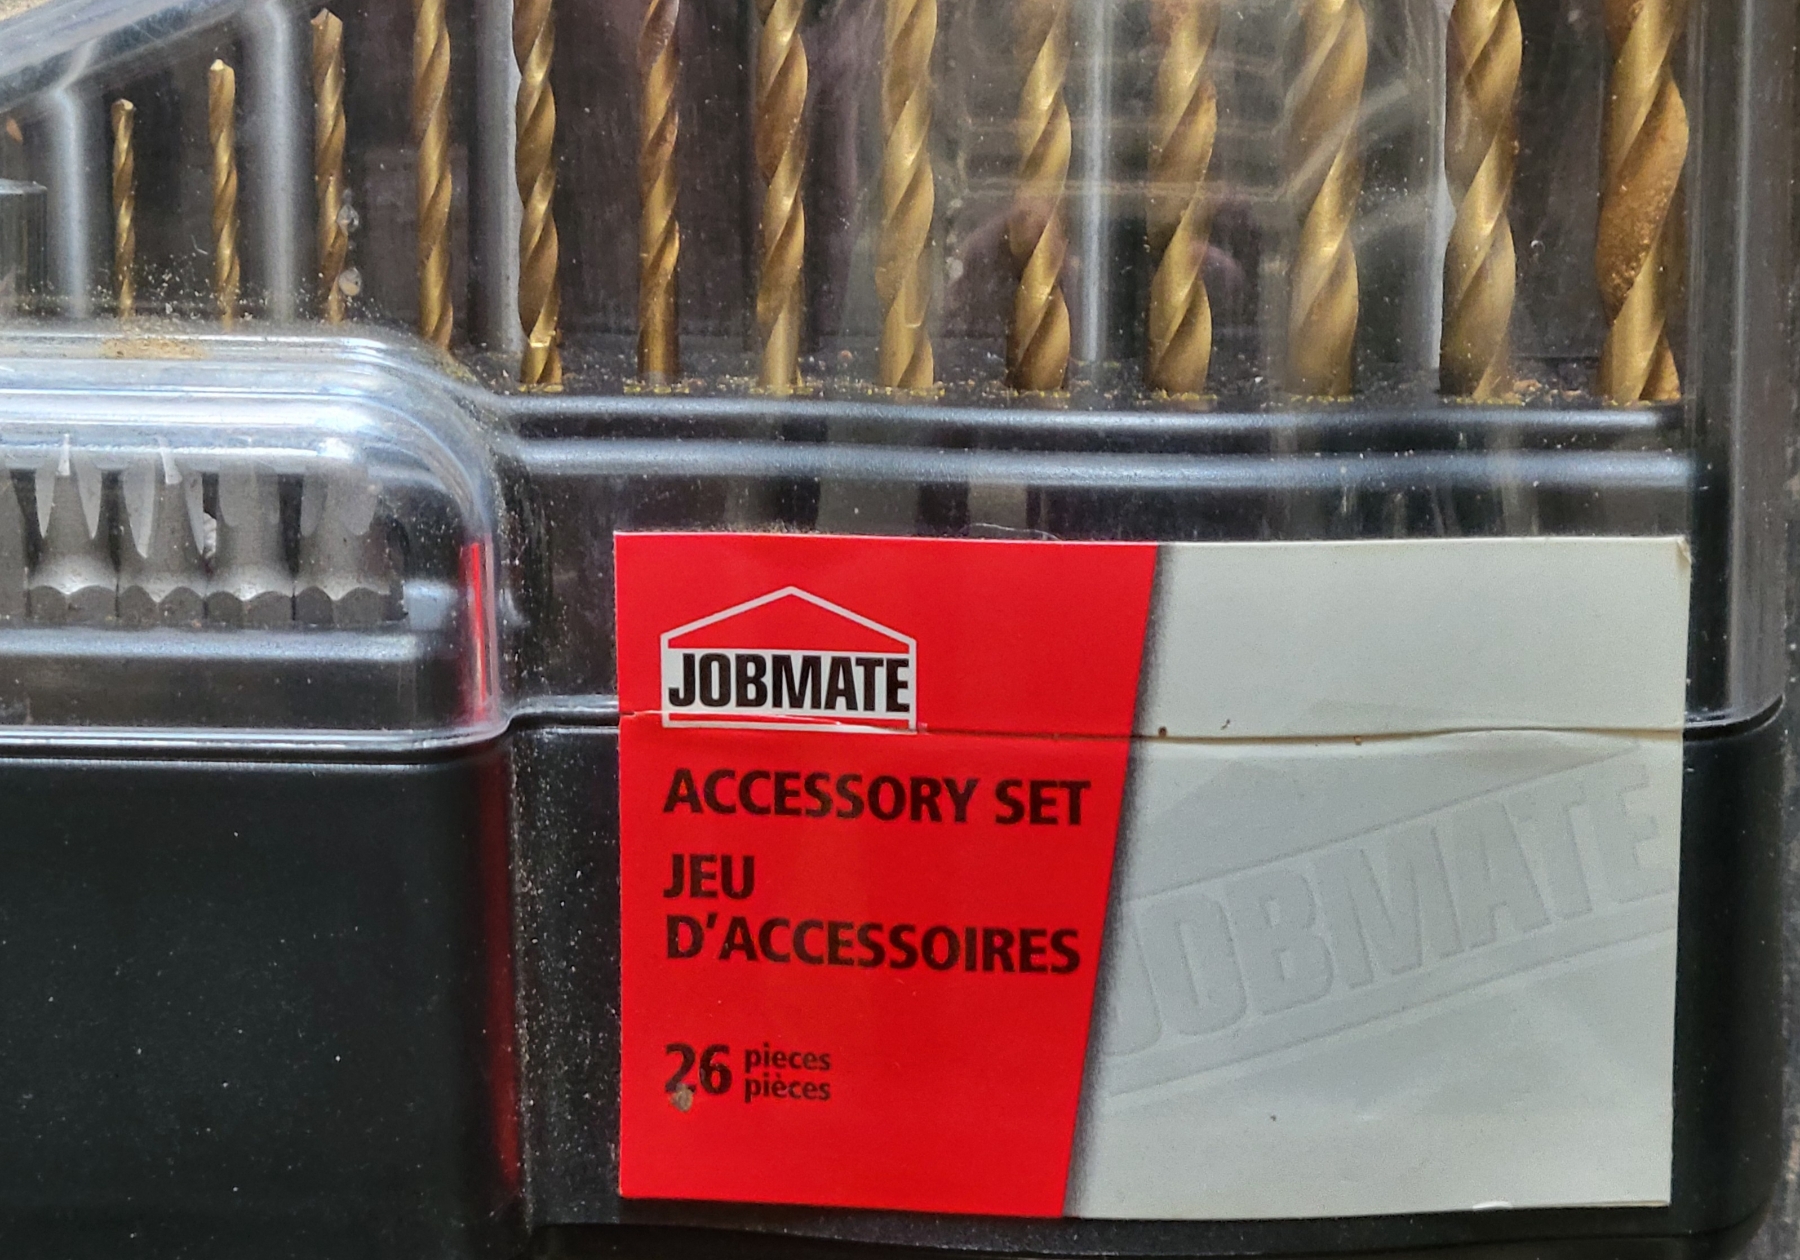 JOBMATE
ACCESSORY SET
JEU
D'ACCESSOIRES
26 pieces
pièces
JOBMATE